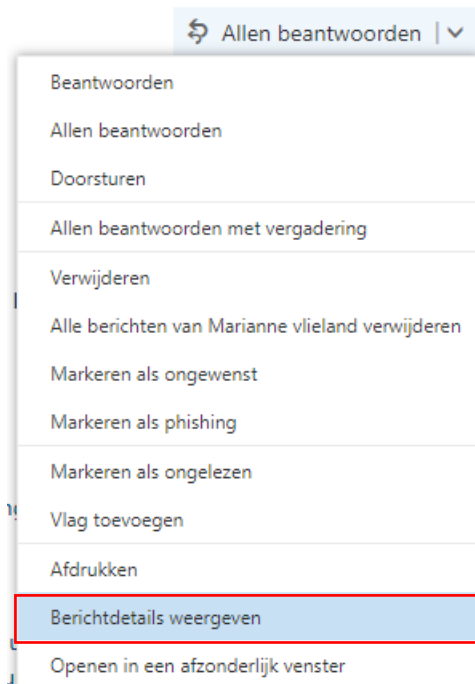 Allen beantwoorden
Beantwoorden
Allen beantwoorden
Doorsturen
Allen beantwoorden met vergadering
Verwijderen
Alle berichten van Marianne vlieland verwijderen
Markeren als ongewenst
Markeren als phishing
Markeren als ongelezen
Vlag toevoegen
Afdrukken
Berichtdetails weergeven
Openen in een afzonderlijk venster